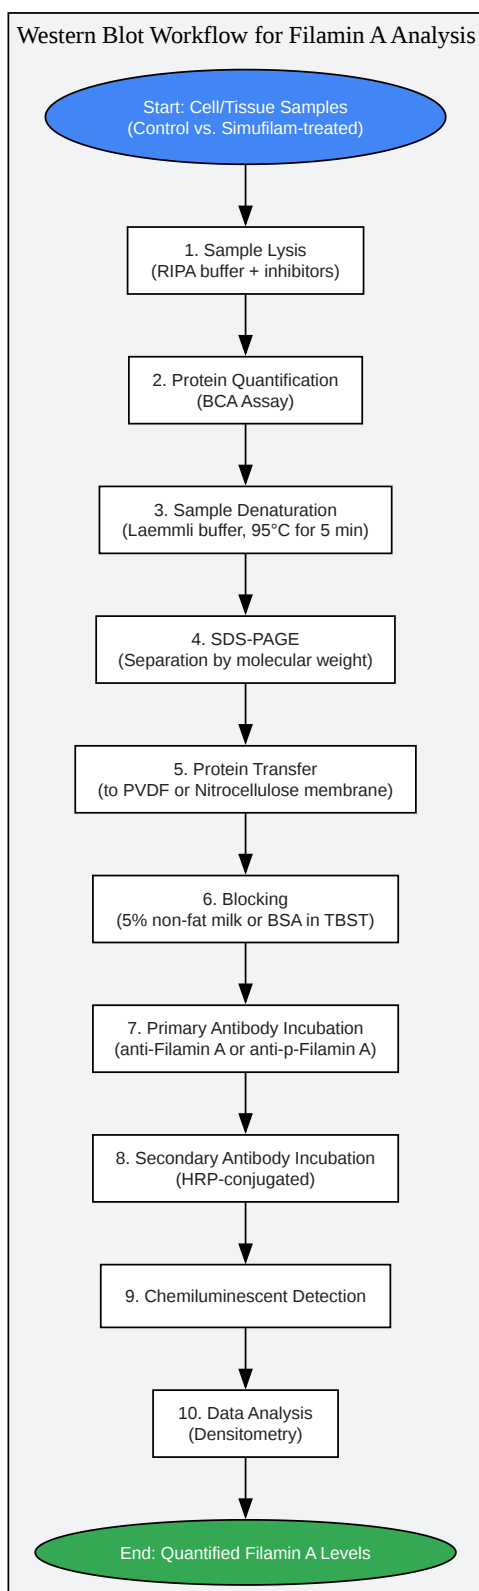 Western Blot Workflow for Filamin A Analysis
Start: Cell/Tissue Samples
(Control vs. Simufilam-treated)
1. Sample Lysis
(RIPA buffer + inhibitors)
2. Protein Quantification
(BCA Assay)
3. Sample Denaturation
(Laemmli buffer, 95°C for 5 min)
4. SDS-PAGE
(Separation by molecular weight)
5. Protein Transfer
(to PVDF or Nitrocellulose membrane)
6. Blocking
(5% non-fat milk or BSA in TBST)
7. Primary Antibody Incubation
(anti-Filamin A or anti-p-Filamin A)
8. Secondary Antibody Incubation
(HRP-conjugated)
9. Chemiluminescent Detection
10. Data Analysis
(Densitometry)
End: Quantified Filamin A Levels